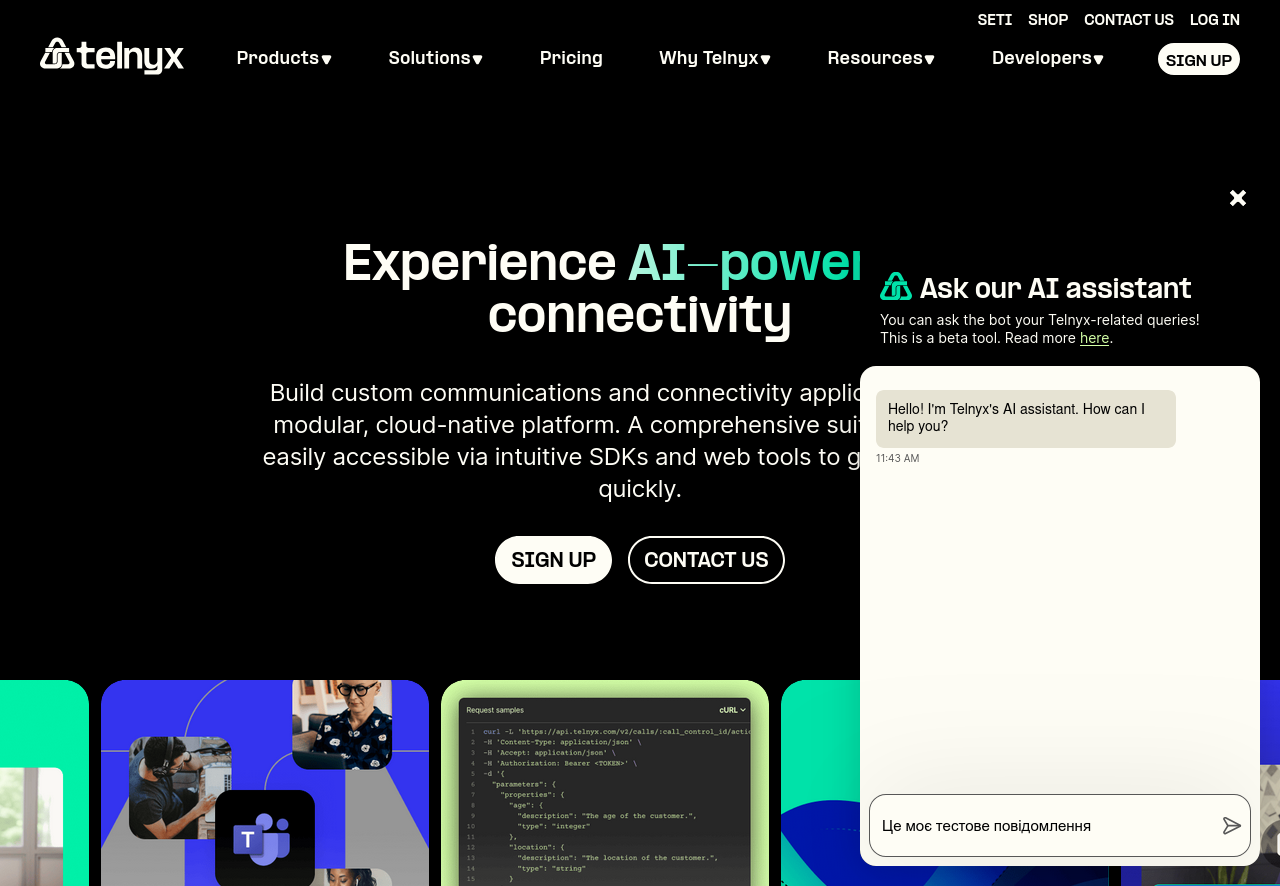 SETI SHOP CONTACT US LOG IN
telnyx Products Solutions Pricing Why Telnyx Resources Developers SIGN UP
Experience AI-power
connectivity
Build custom communications and connectivity applic
modular, cloud-native platform. A comprehensive suit
easily accessible via intuitive SDKs and web tools to g
quickly.
SIGN UP CONTACT US
Ask our AI assistant
You can ask the bot your Telnyx-related queries!
This is a beta tool. Read more here.
Hello! I'm Telnyx's AI assistant. How can I
help you?
11:43 AM
Це моє тестове повідомлення
T
Request samples cURL
1 curl -L 'https://api.telnyx.com/v2/calls/:call_control_id/actio
2 -H 'Content-Type: application/json' \
3 -H 'Accept: application/json' \
4 -H 'Authorization: Bearer <TOKEN>' \
5 -d '{
6 "parameters": {
7 "properties": {
8 "age": {
9 "description": "The age of the customer.",
10 "type": "integer"
11 },
12 "location": {
13 "description": "The location of the customer.",
14 "type": "string"
15 }